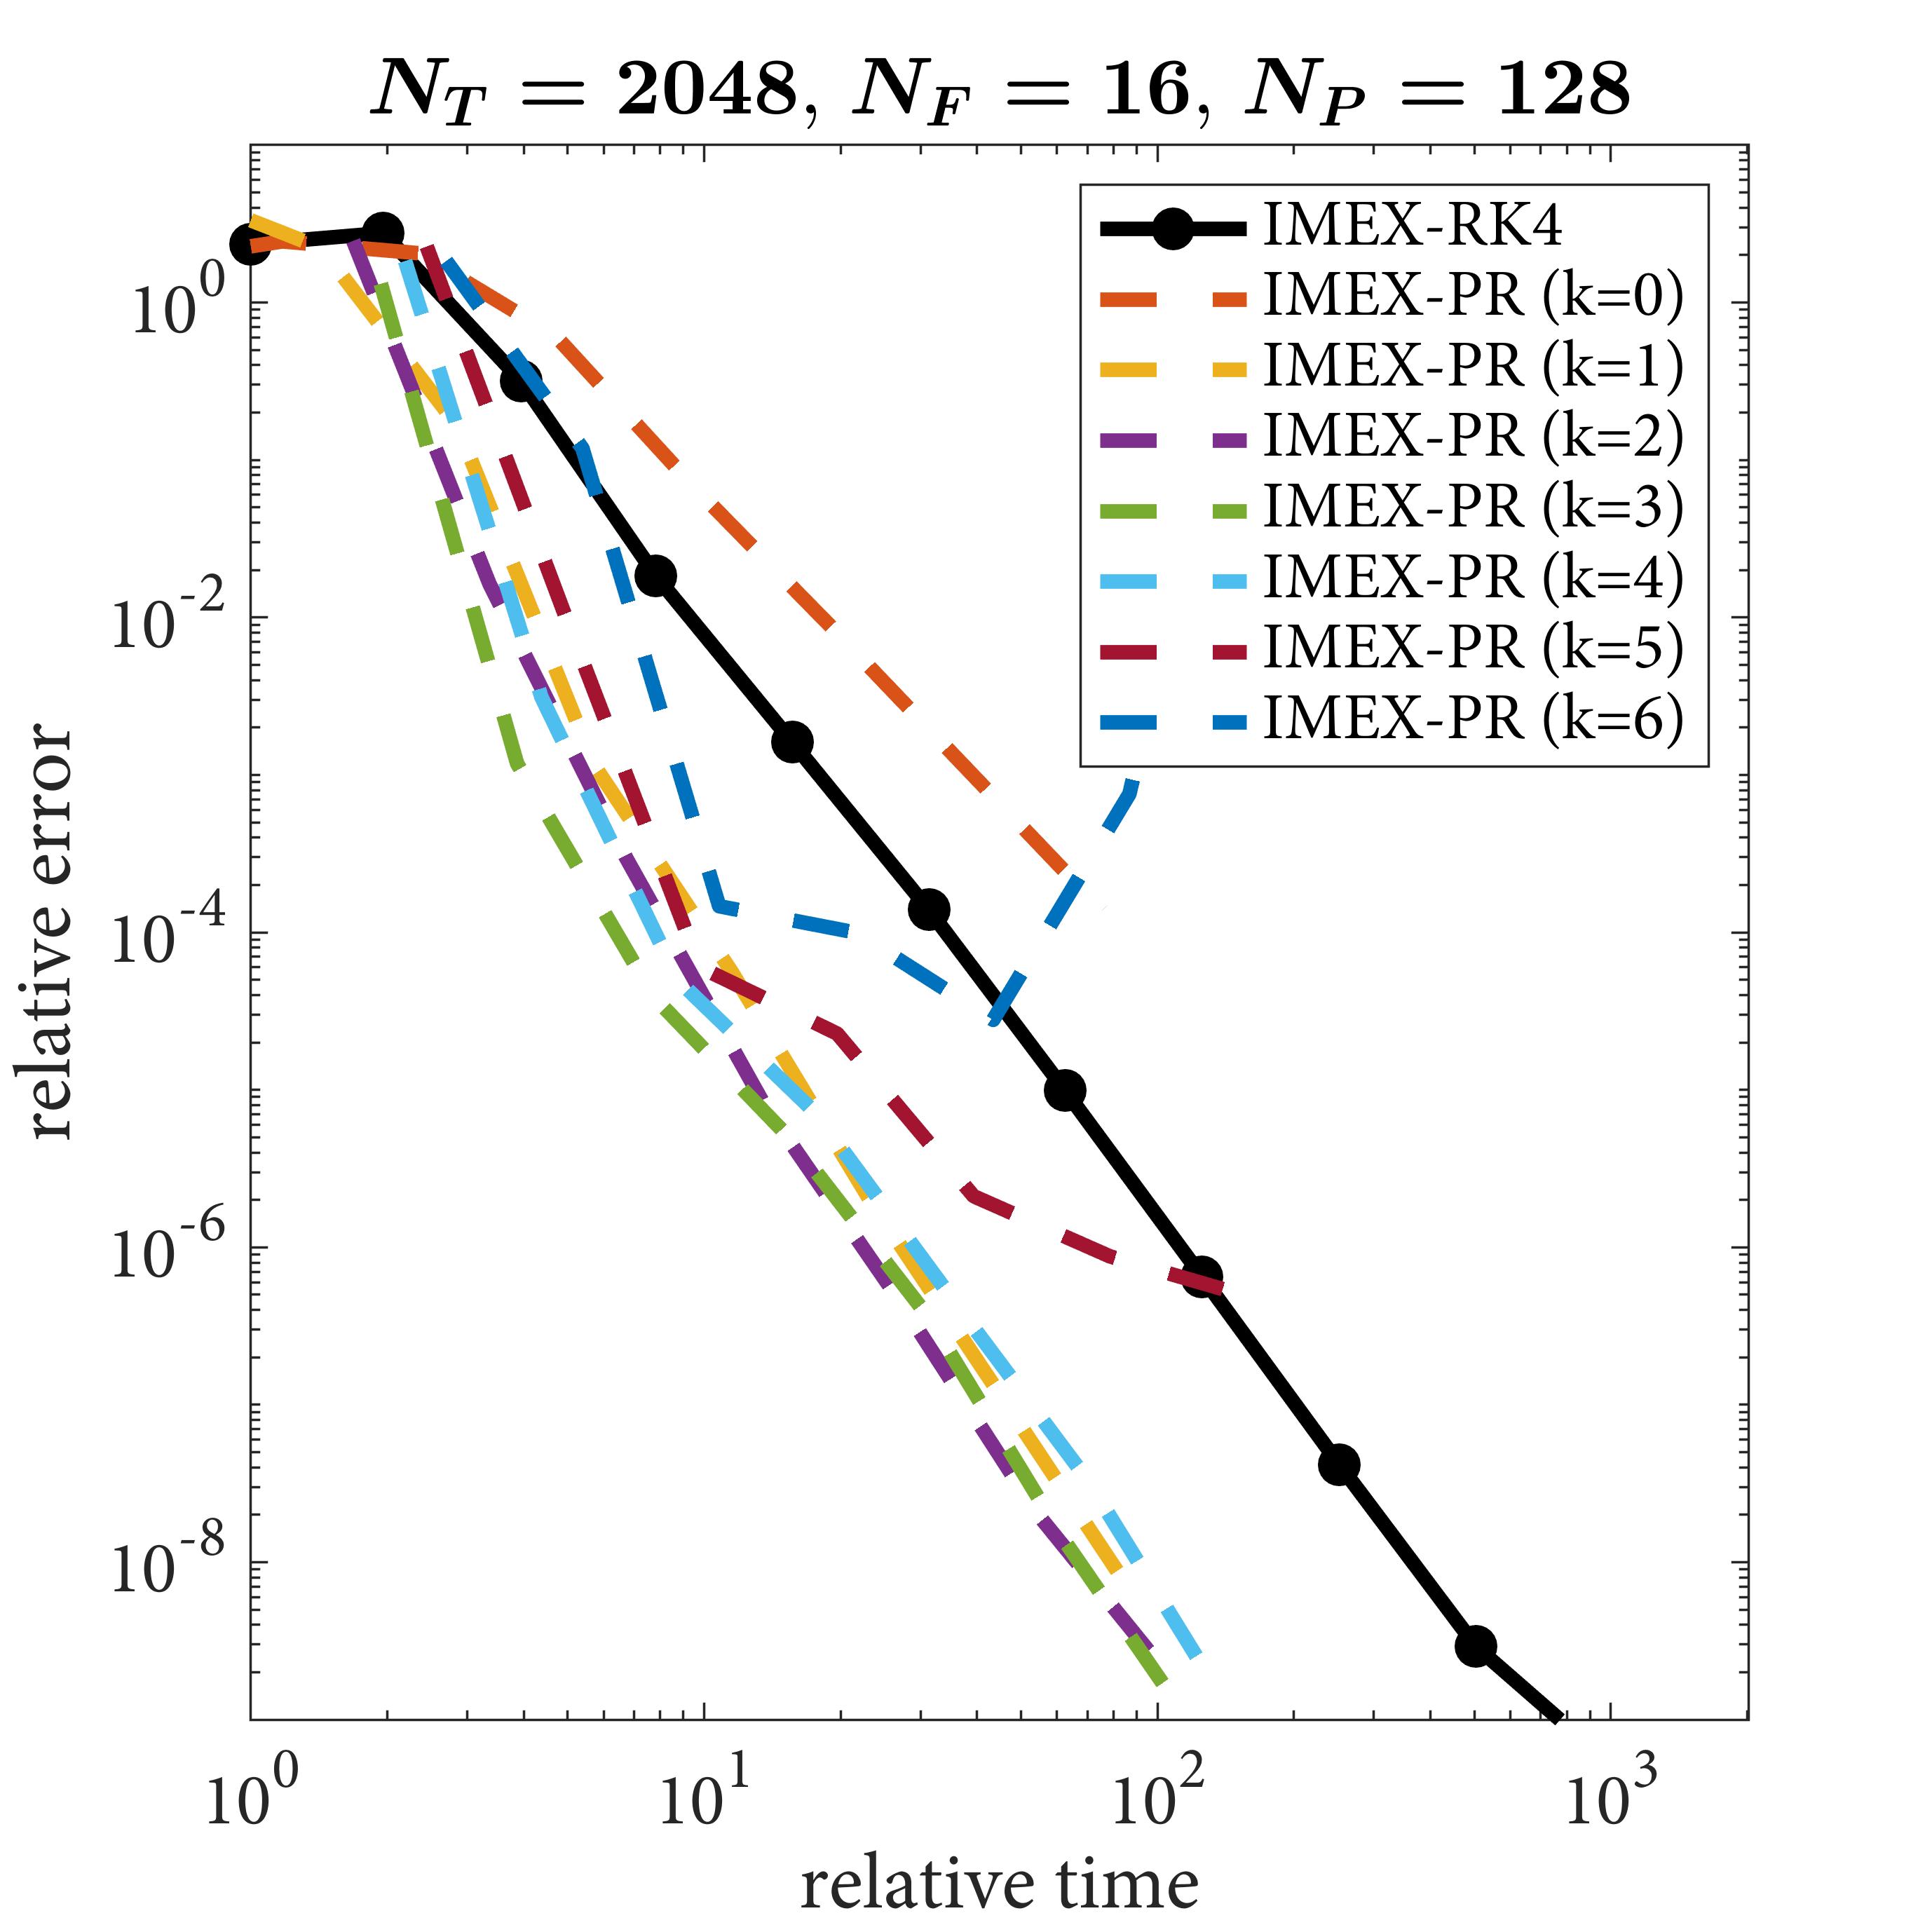 N_T = 2048, N_F = 16, N_P = 128
IMEX-RK4
IMEX-PR (k=0)
IMEX-PR (k=1)
IMEX-PR (k=2)
IMEX-PR (k=3)
IMEX-PR (k=4)
IMEX-PR (k=5)
IMEX-PR (k=6)
relative error
10^0
10^-2
10^-4
10^-6
10^-8
10^0 10^1 10^2 10^3
relative time